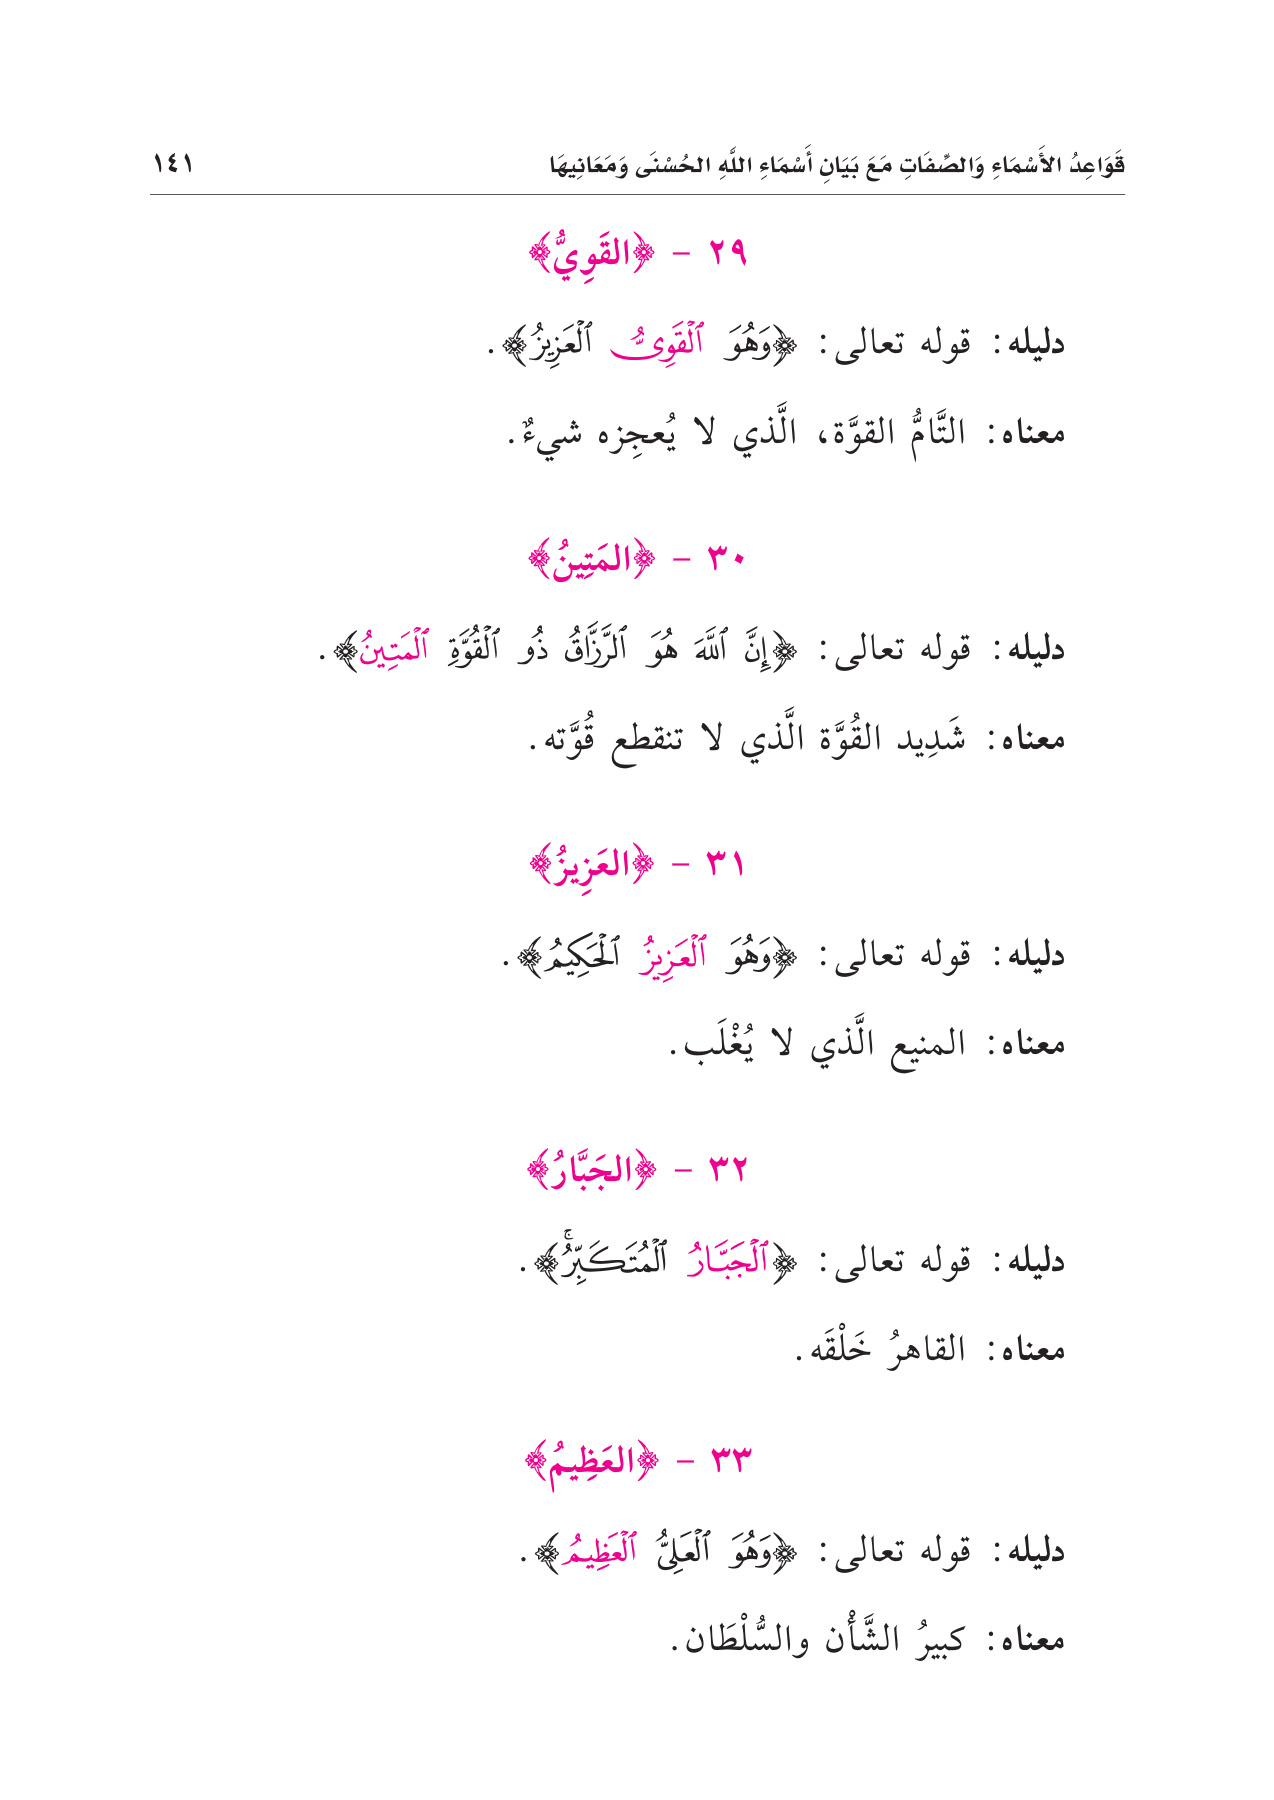 قَوَاعِدُ الأَسْمَاءِ وَالصِّفَاتِ مَعَ بَيَانِ أَسْمَاءِ اللَّهِ الحُسْنَى وَمَعَانِيهَا ١٤١
٢٩ - ﴿القَوِيُّ﴾
دليله: قوله تعالى: ﴿وَهُوَ ٱلْقَوِىُّ ٱلْعَزِيزُ﴾.
معناه: التَّامُّ القوَّة، الَّذي لا يُعجِزه شيءٌ.
٣٠ - ﴿المَتِينُ﴾
دليله: قوله تعالى: ﴿إِنَّ ٱللَّهَ هُوَ ٱلرَّزَّاقُ ذُو ٱلْقُوَّةِ ٱلْمَتِينُ﴾.
معناه: شَدِيد القُوَّة الَّذي لا تنقطع قُوَّته.
٣١ - ﴿العَزِيزُ﴾
دليله: قوله تعالى: ﴿وَهُوَ ٱلْعَزِيزُ ٱلْحَكِيمُ﴾.
معناه: المنيع الَّذي لا يُغْلَب.
٣٢ - ﴿الجَبَّارُ﴾
دليله: قوله تعالى: ﴿ٱلْجَبَّارُ ٱلْمُتَكَبِّرُۚ﴾.
معناه: القاهرُ خَلْقَه.
٣٣ - ﴿العَظِيمُ﴾
دليله: قوله تعالى: ﴿وَهُوَ ٱلْعَلِىُّ ٱلْعَظِيمُ﴾.
معناه: كبيرُ الشَّأْن والسُّلْطَان.